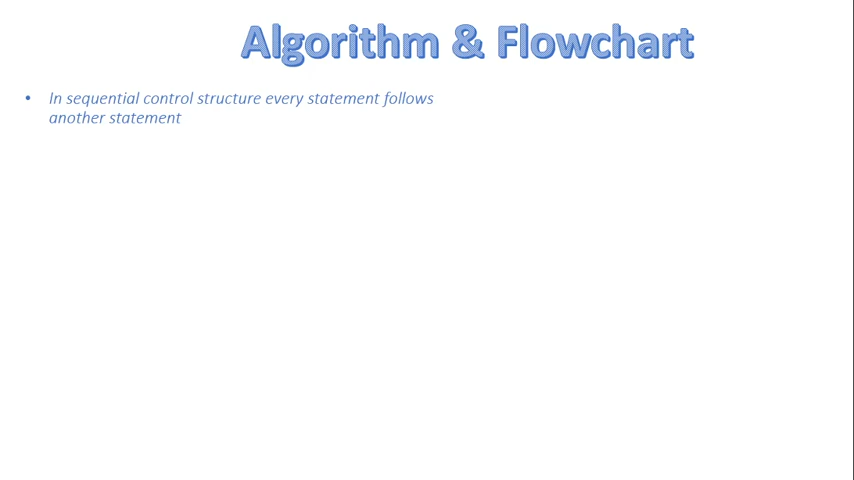 Algorithm & Flowchart
• In sequential control structure every statement follows
another statement